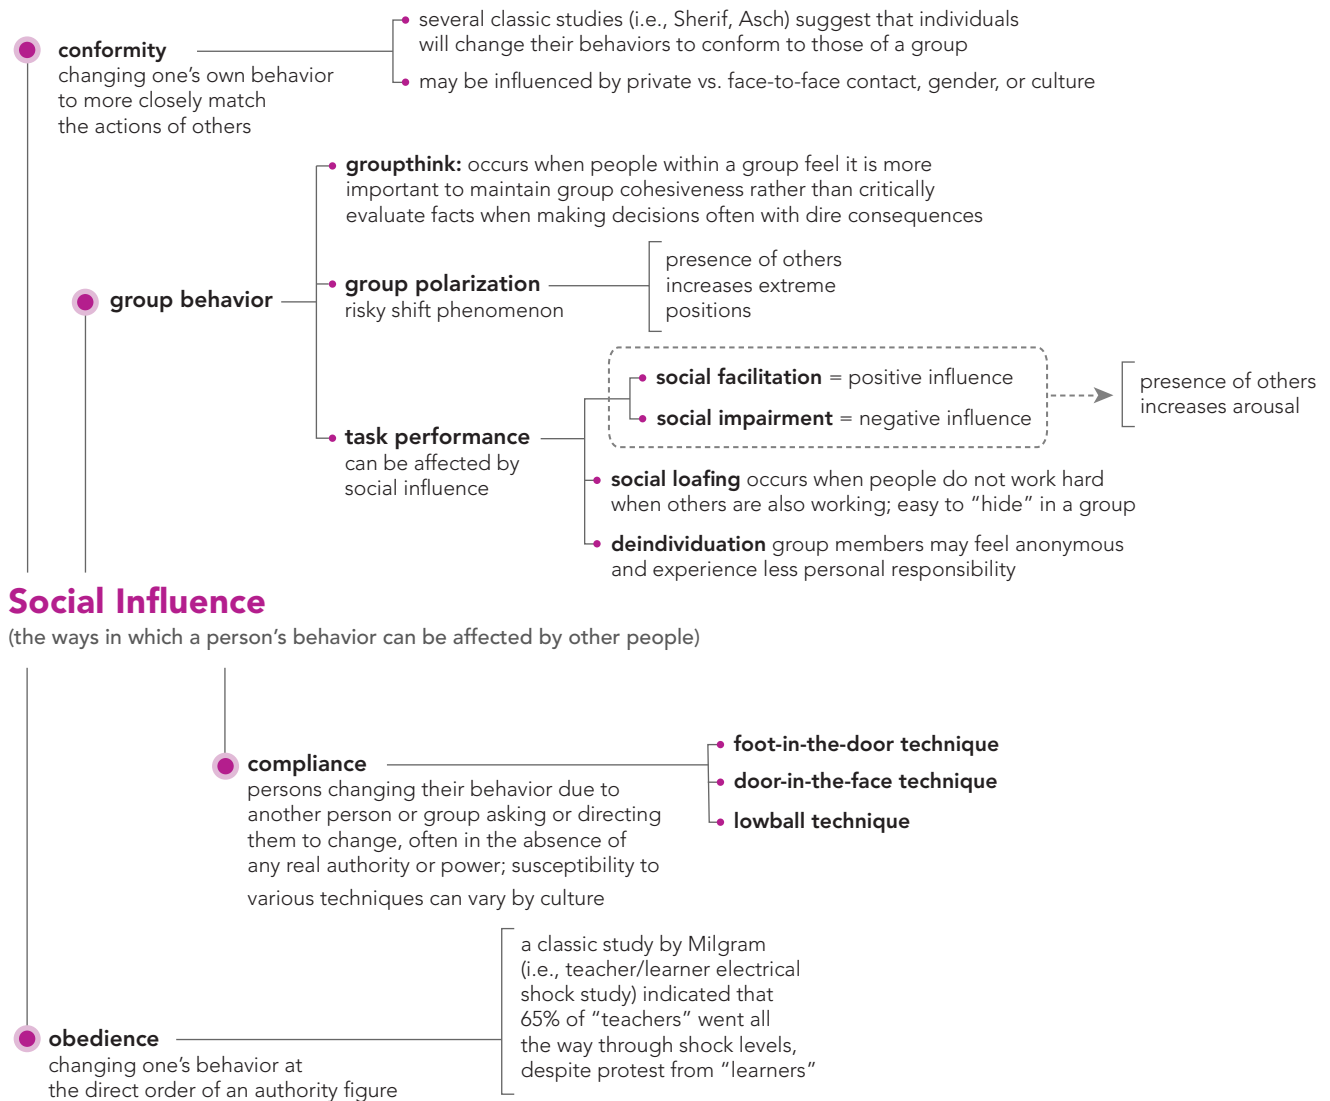 conformity
changing one's own behavior
to more closely match
the actions of others
several classic studies (i.e., Sherif, Asch) suggest that individuals
will change their behaviors to conform to those of a group
may be influenced by private vs. face-to-face contact, gender, or culture
group behavior
groupthink: occurs when people within a group feel it is more
important to maintain group cohesiveness rather than critically
evaluate facts when making decisions often with dire consequences
group polarization
risky shift phenomenon
presence of others
increases extreme
positions
task performance
can be affected by
social influence
social facilitation = positive influence
social impairment = negative influence
presence of others
increases arousal
social loafing occurs when people do not work hard
when others are also working; easy to “hide” in a group
deindividuation group members may feel anonymous
and experience less personal responsibility
Social Influence
(the ways in which a person's behavior can be affected by other people)
compliance
persons changing their behavior due to
another person or group asking or directing
them to change, often in the absence of
any real authority or power; susceptibility to
various techniques can vary by culture
foot-in-the-door technique
door-in-the-face technique
lowball technique
obedience
changing one's behavior at
the direct order of an authority figure
a classic study by Milgram
(i.e., teacher/learner electrical
shock study) indicated that
65% of “teachers” went all
the way through shock levels,
despite protest from “learners”